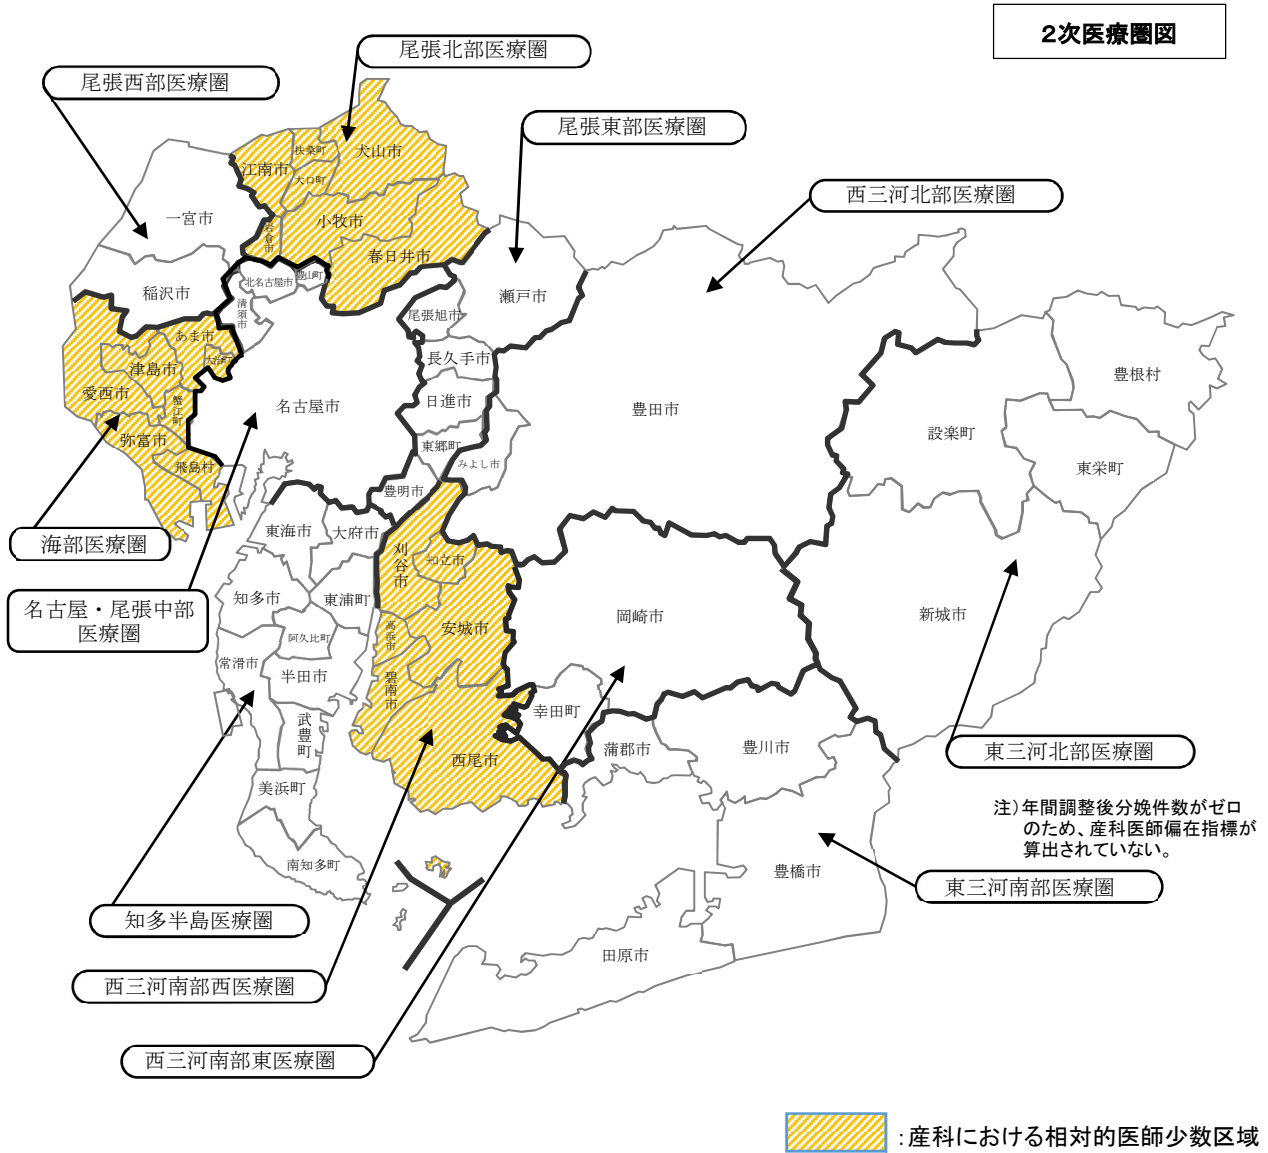 2次医療圏図
尾張北部医療圏
尾張西部医療圏
尾張東部医療圏
西三河北部医療圏
扶桑町
犬山市
江南市
大口町
一宮市
小牧市
岩倉市
春日井市
北名古屋市
豊山町
稲沢市
清須市
瀬戸市
尾張旭市
あま市
大治町
津島市
長久手市
愛西市
蟹江町
日進市
名古屋市
豊田市
豊根村
設楽町
弥富市
東郷町
みよし市
飛島村
東栄町
豊明市
海部医療圏
東海市
大府市
刈谷市
知立市
名古屋・尾張中部
医療圏
知多市
東浦町
岡崎市
新城市
高浜市
安城市
阿久比町
常滑市
半田市
碧南市
幸田町
武豊町
西尾市
蒲郡市
豊川市
東三河北部医療圏
美浜町
注）年間調整後分娩件数がゼロ
のため、産科医師偏在指標が
算出されていない。
南知多町
豊橋市
東三河南部医療圏
知多半島医療圏
田原市
西三河南部西医療圏
西三河南部東医療圏
：産科における相対的医師少数区域